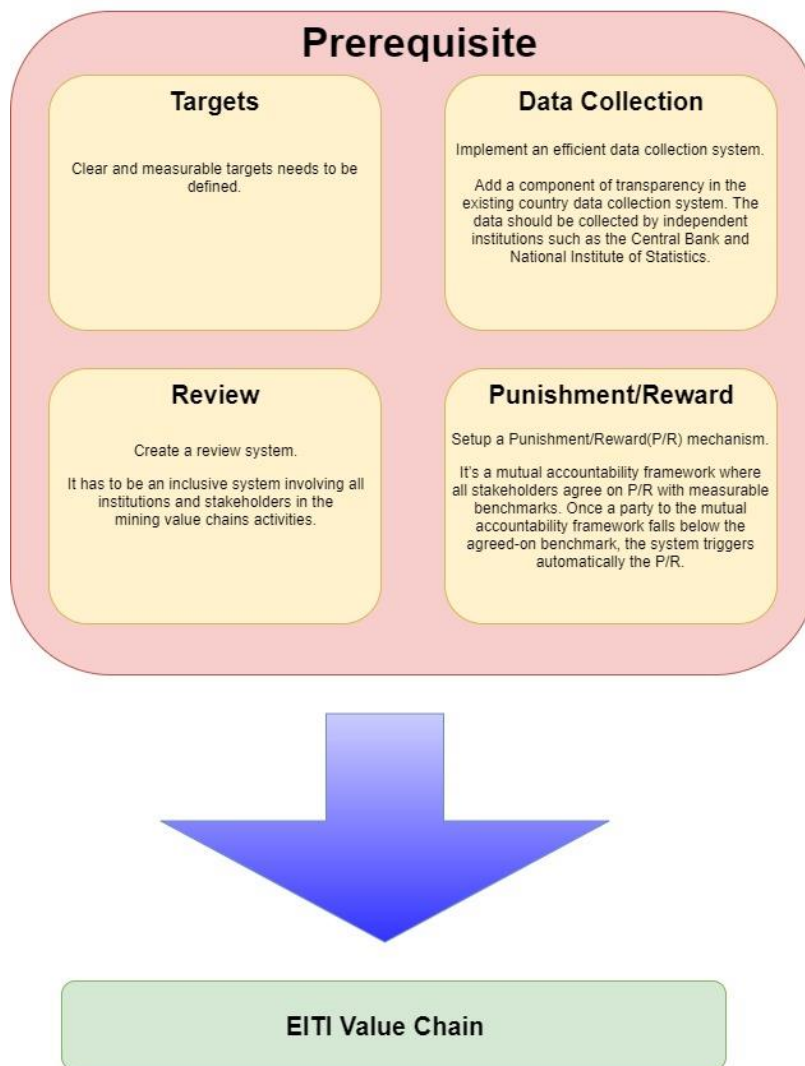 Prerequisite
Targets
Clear and measurable targets needs to be
defined.
Data Collection
Implement an efficient data collection system.
Add a component of transparency in the
existing country data collection system. The
data should be collected by independent
institutions such as the Central Bank and
National Institute of Statistics.
Review
Create a review system.
It has to be an inclusive system involving all
institutions and stakeholders in the
mining value chains activities.
Punishment/Reward
Setup a Punishment/Reward(P/R) mechanism.
It's a mutual accountability framework where
all stakeholders agree on P/R with measurable
benchmarks. Once a party to the mutual
accountability framework falls below the
agreed-on benchmark, the system triggers
automatically the P/R.
EITI Value Chain